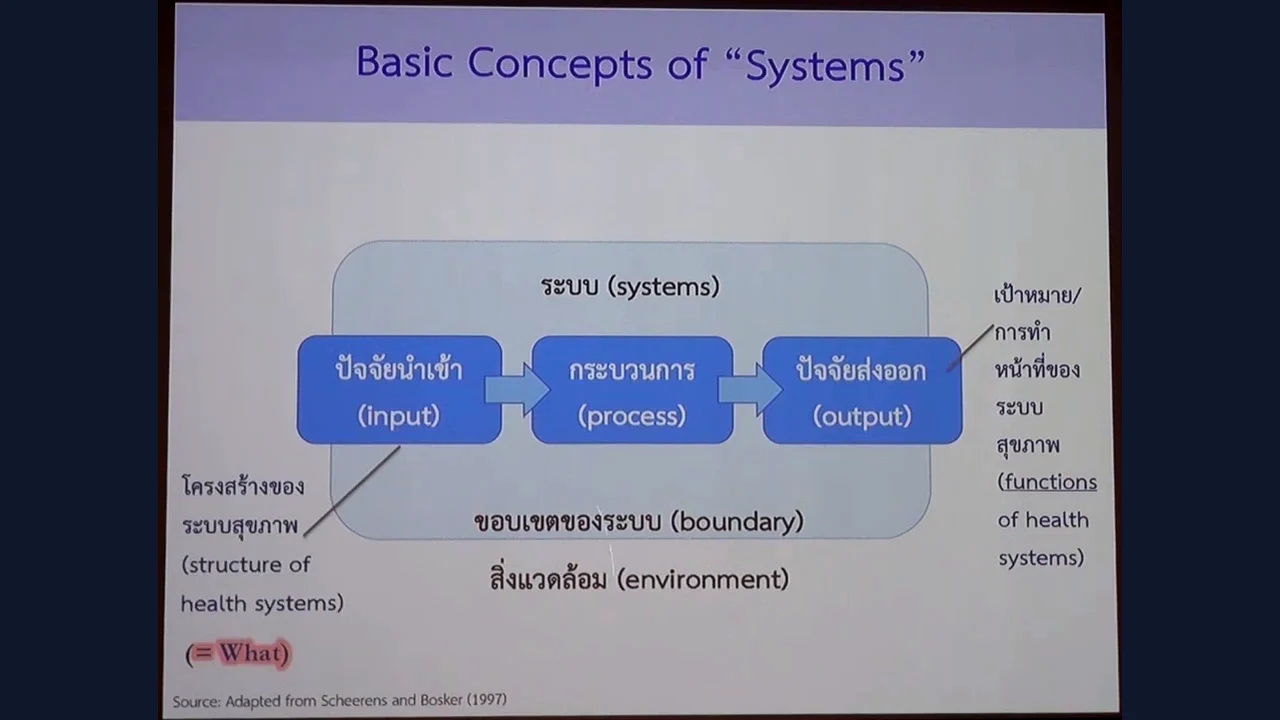 Basic Concepts of “Systems”
ระบบ (systems)
ปัจจัยนำเข้า
(input)
กระบวนการ
(process)
ปัจจัยส่งออก
(output)
เป้าหมาย/
การทำ
หน้าที่ของ
ระบบ
สุขภาพ
(functions
of health
systems)
โครงสร้างของ
ระบบสุขภาพ
(structure of
health systems)
(= What)
ขอบเขตของระบบ (boundary)
สิ่งแวดล้อม (environment)
Source: Adapted from Scheerens and Bosker (1997)